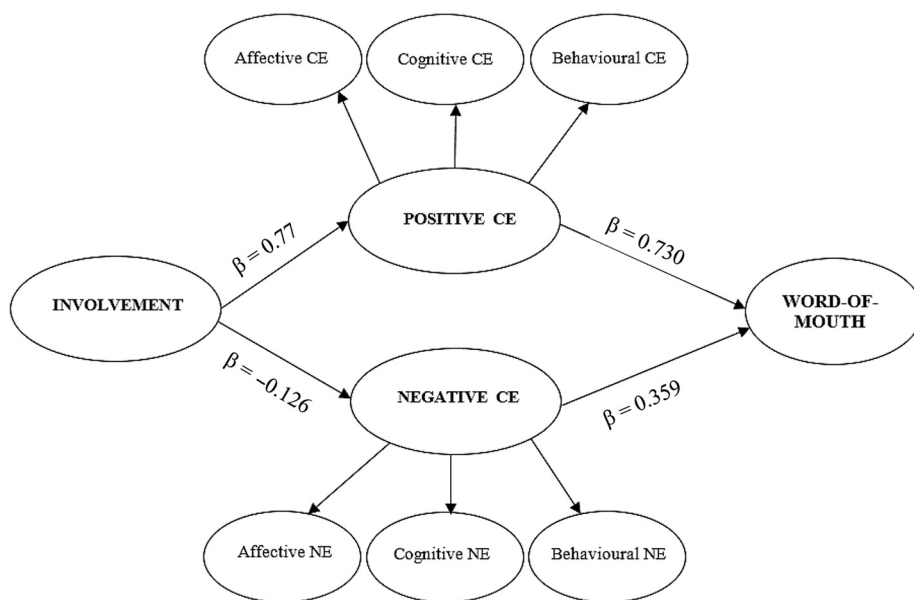 Affective CE
Cognitive CE
Behavioural CE
POSITIVE CE
β = 0.77
β = 0.730
INVOLVEMENT
WORD-OF-
MOUTH
β = –0.126
NEGATIVE CE
β = 0.359
Affective NE
Cognitive NE
Behavioural NE